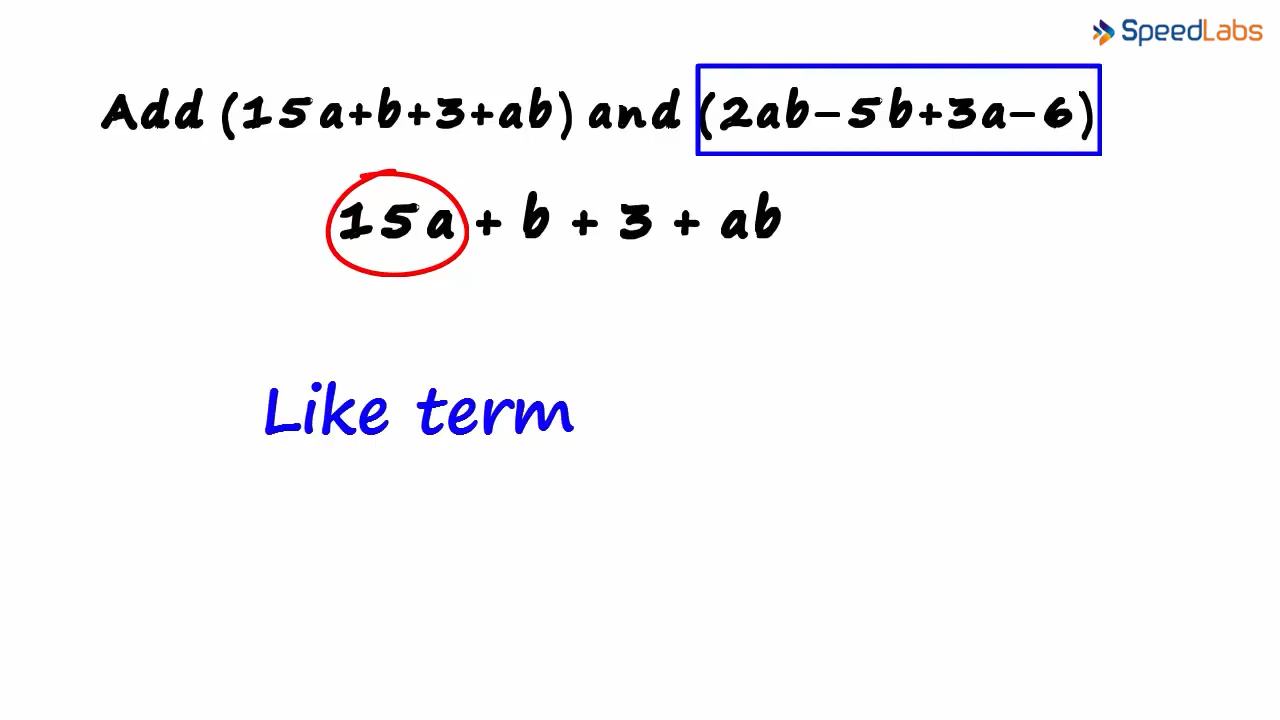 SpeedLabs
Add (15a+b+3+ab) and (2ab-5b+3a-6)
15a + b + 3 + ab
Like term